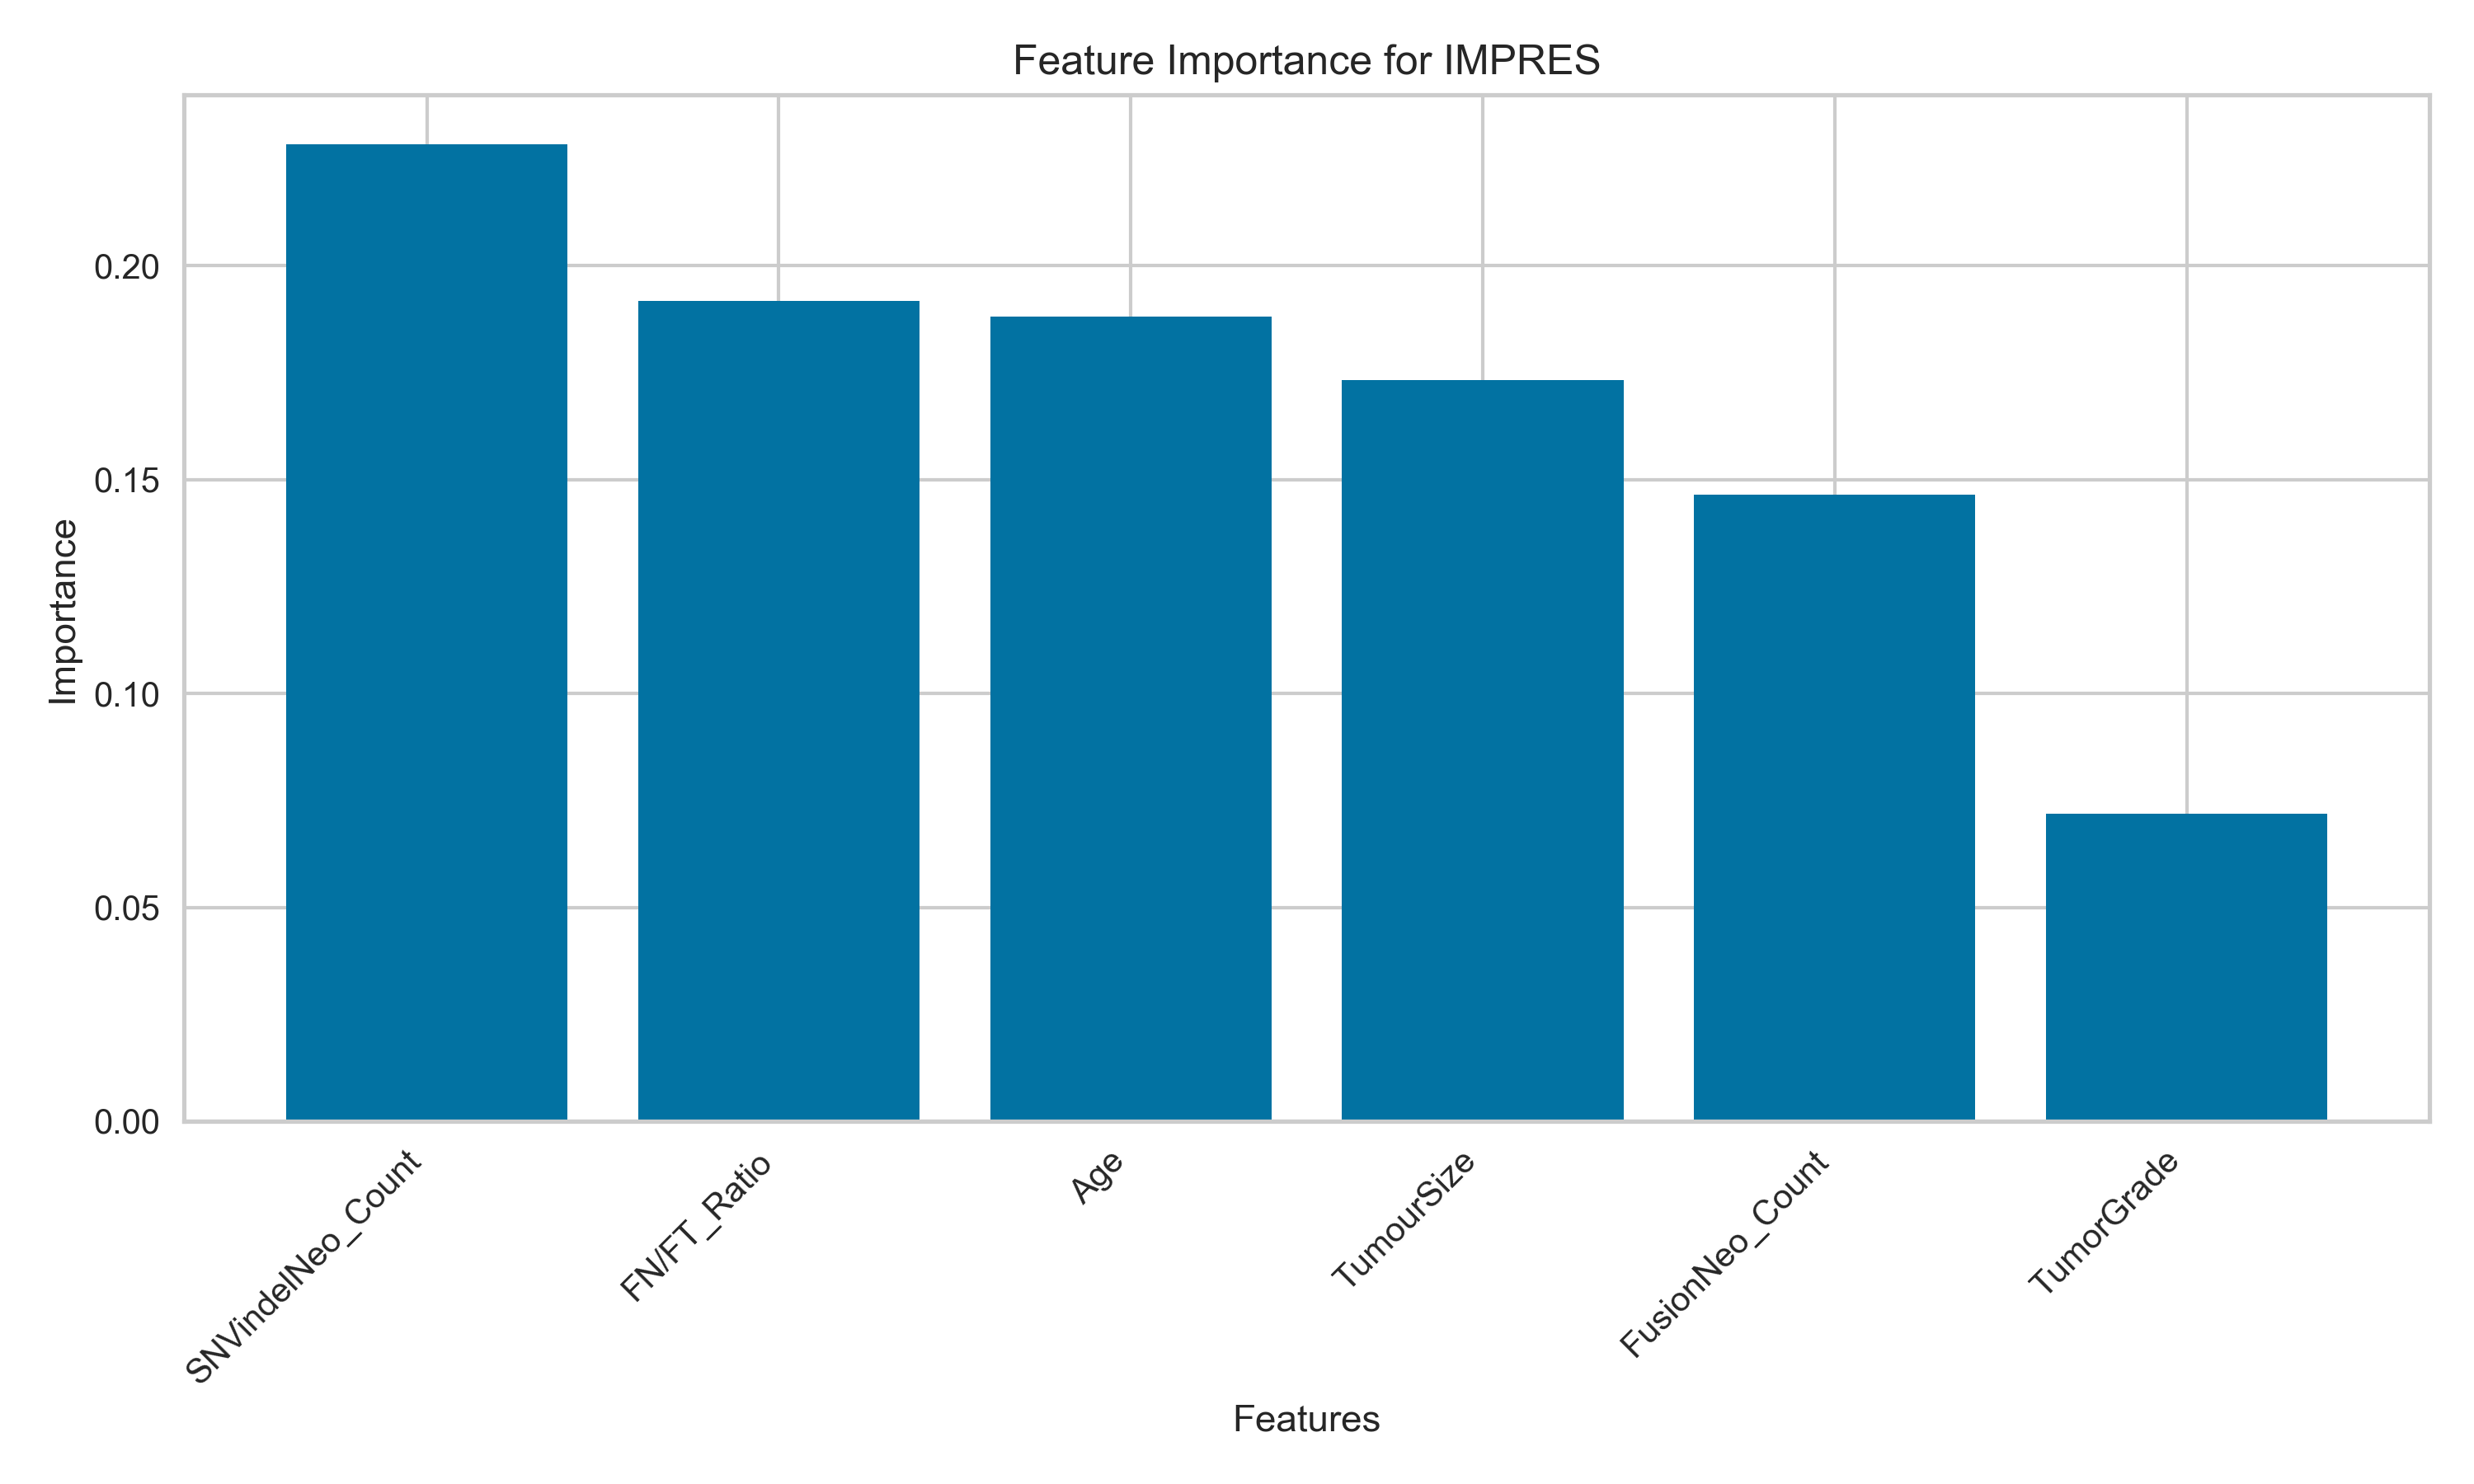 Feature Importance for IMPRES
Importance
0.20
0.15
0.10
0.05
0.00
SNVindelNeo_Count
FN/FT_Ratio
Age
TumourSize
FusionNeo_Count
TumorGrade
Features